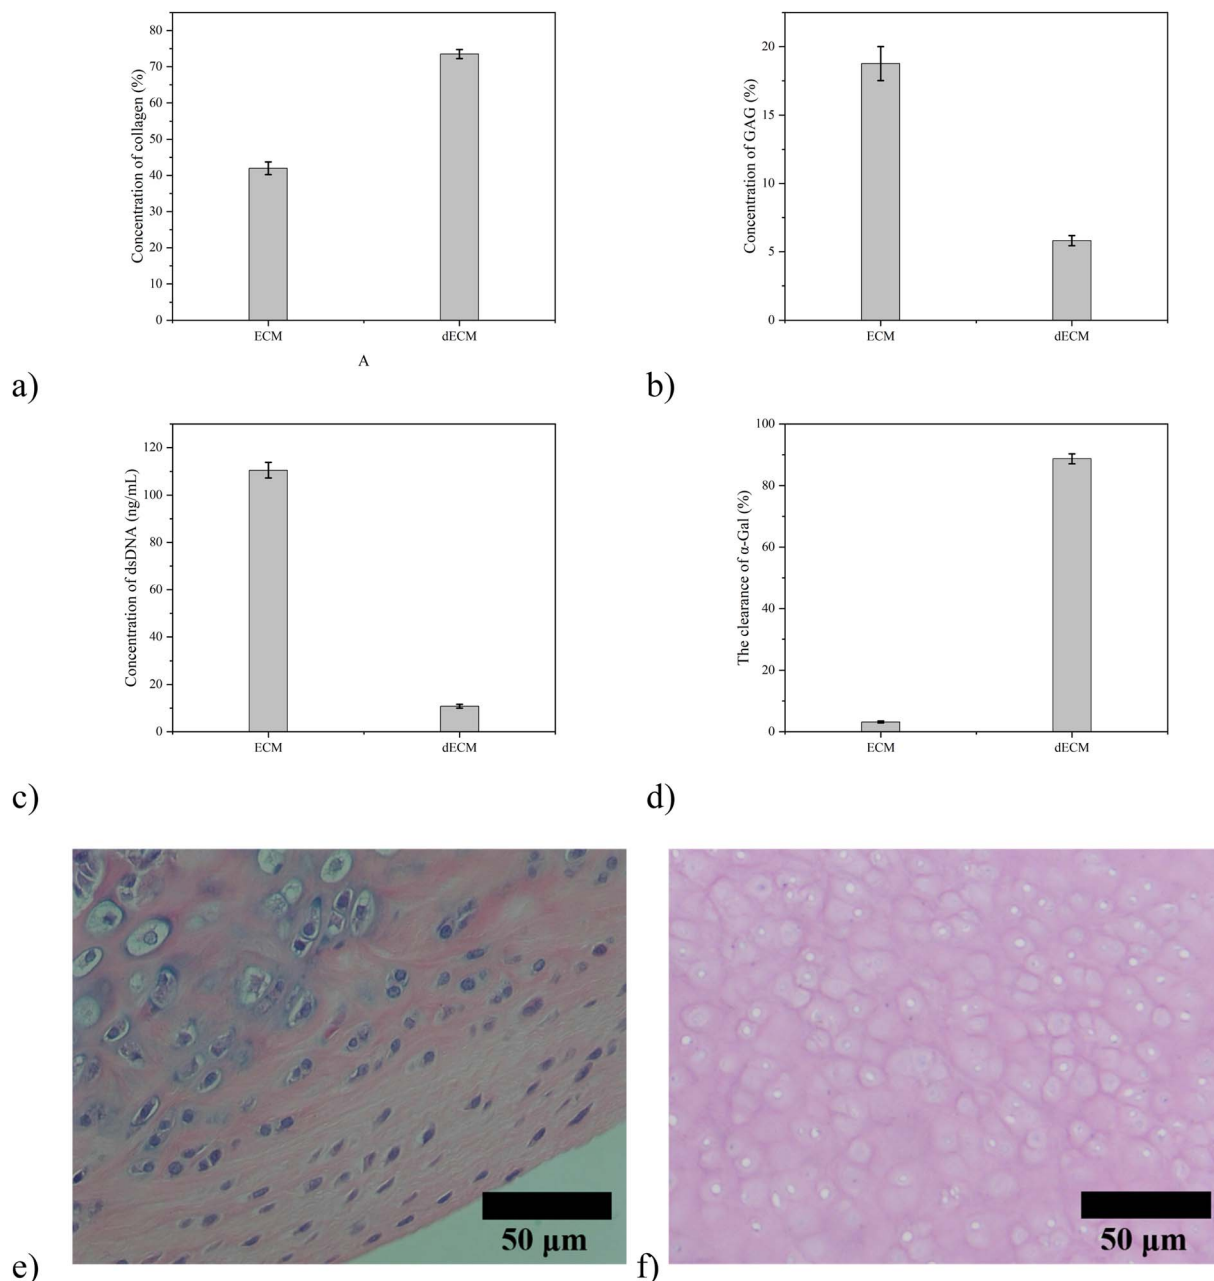 Concentration of collagen (%)
80
70
60
50
40
30
20
10
0
ECM dECM
A
a)
Concentration of GAG (%)
20
15
10
5
0
ECM dECM
b)
Concentration of dsDNA (ng/mL)
120
100
80
60
40
20
0
ECM dECM
c)
The clearance of α-Gal (%)
100
80
60
40
20
0
ECM dECM
d)
50 μm
e)
50 μm
f)